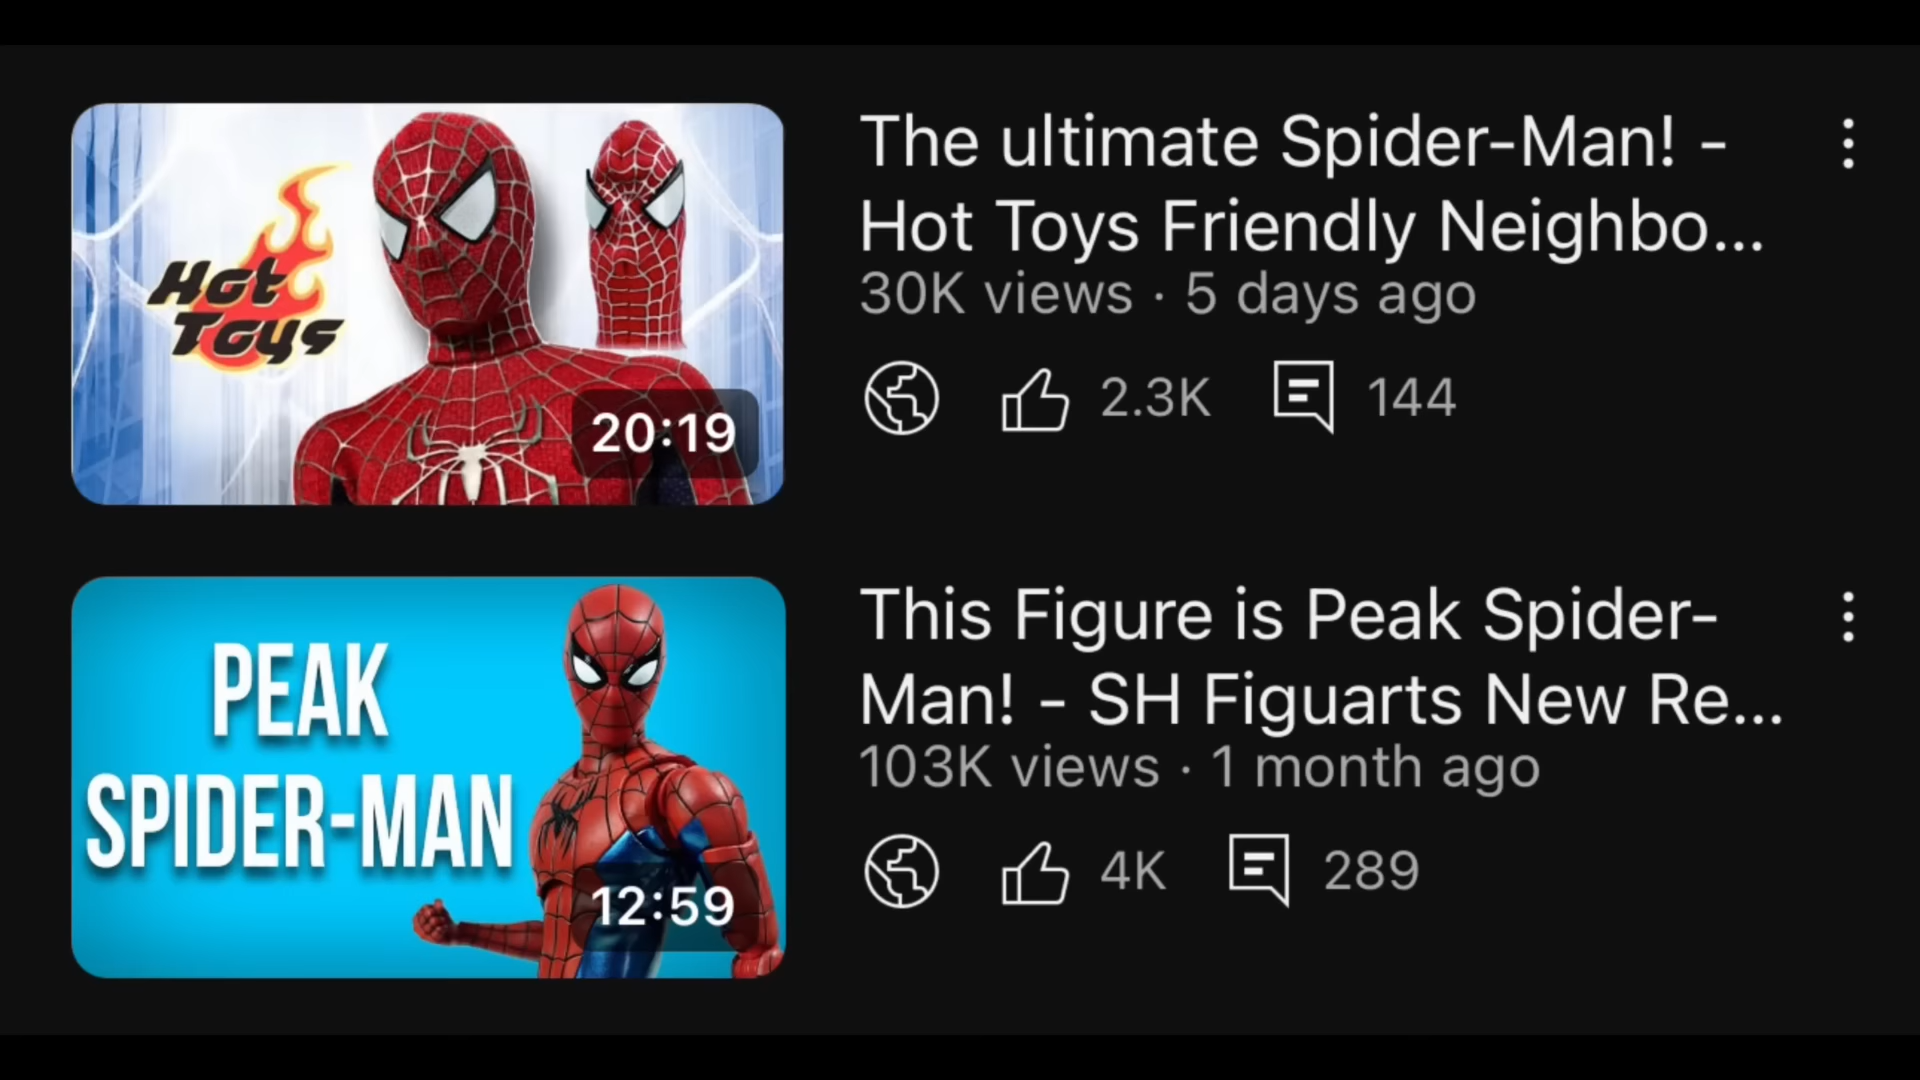 Hot
Toys
20:19
The ultimate Spider-Man! -
Hot Toys Friendly Neighbo...
30K views · 5 days ago
2.3K
144
PEAK
SPIDER-MAN
12:59
This Figure is Peak Spider-
Man! - SH Figuarts New Re...
103K views · 1 month ago
4K
289